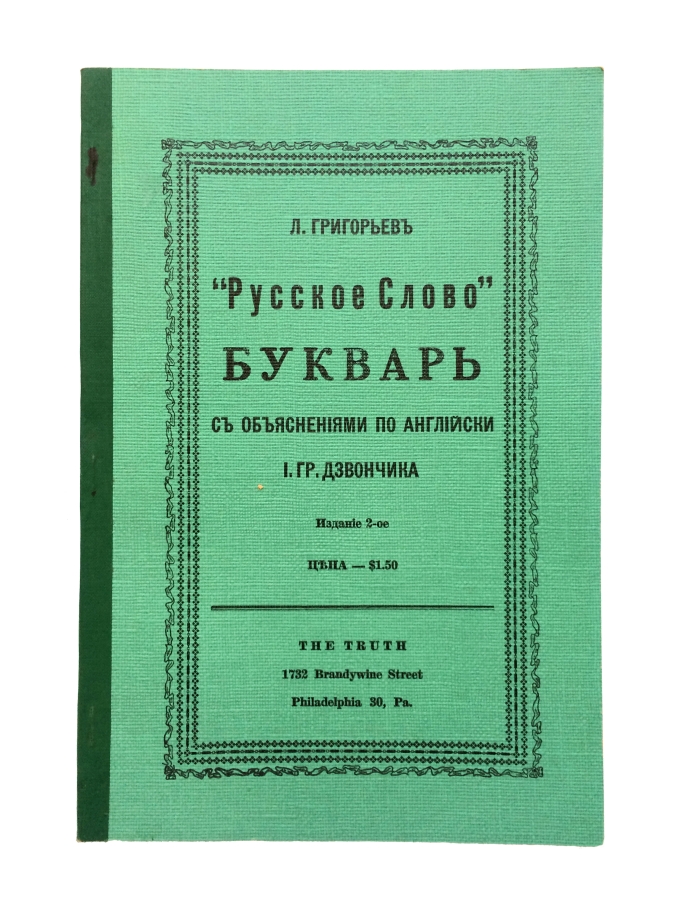 Л. ГРИГОРЬЕВЪ
"Русское Слово"
БУКВАРЬ
СЪ ОБЪЯСНЕНІЯМИ ПО АНГЛІЙСКИ
І. ГР. ДЗВОНЧИКА
Изданіе 2-ое
ЦѢНА — $1.50
THE TRUTH
1732 Brandywine Street
Philadelphia 30, Pa.